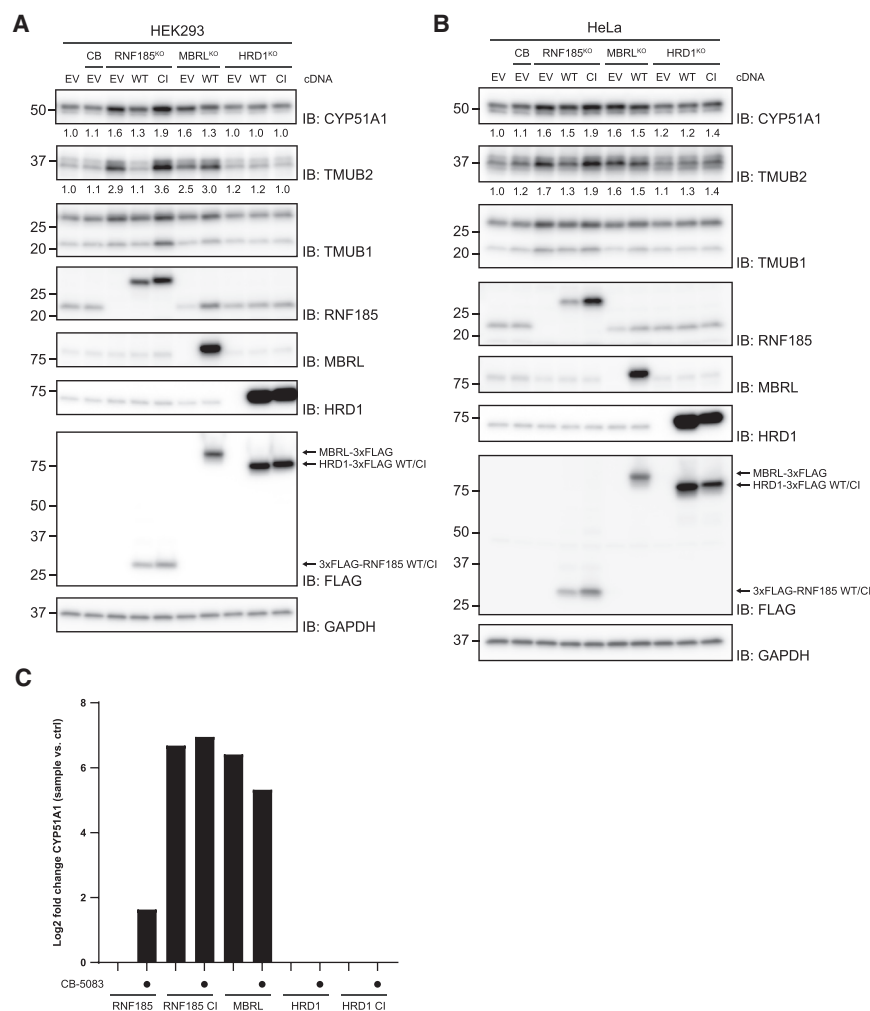 A
HEK293
CB RNF185KO MBRLKO HRD1KO
EV EV EV WT CI EV WT EV WT CI cDNA
50
IB: CYP51A1
1.0 1.1 1.6 1.3 1.9 1.6 1.3 1.0 1.0 1.0
37
IB: TMUB2
1.0 1.1 2.9 1.1 3.6 2.5 3.0 1.2 1.2 1.0
25
20
IB: TMUB1
25
20
IB: RNF185
75
IB: MBRL
75
IB: HRD1
MBRL-3xFLAG
75
HRD1-3xFLAG WT/CI
50
37
3xFLAG-RNF185 WT/CI
25
IB: FLAG
37
IB: GAPDH
B
HeLa
CB RNF185KO MBRLKO HRD1KO
EV EV EV WT CI EV WT EV WT CI cDNA
50
IB: CYP51A1
1.0 1.1 1.6 1.5 1.9 1.6 1.5 1.2 1.2 1.4
37
IB: TMUB2
1.0 1.2 1.7 1.3 1.9 1.6 1.5 1.1 1.3 1.4
25
20
IB: TMUB1
25
20
IB: RNF185
75
IB: MBRL
75
IB: HRD1
MBRL-3xFLAG
75
HRD1-3xFLAG WT/CI
50
37
3xFLAG-RNF185 WT/CI
25
IB: FLAG
37
IB: GAPDH
C
Log2 fold change CYP51A1 (sample vs. ctrl)
8
6
4
2
0
CB-5083
RNF185 RNF185 CI MBRL HRD1 HRD1 CI